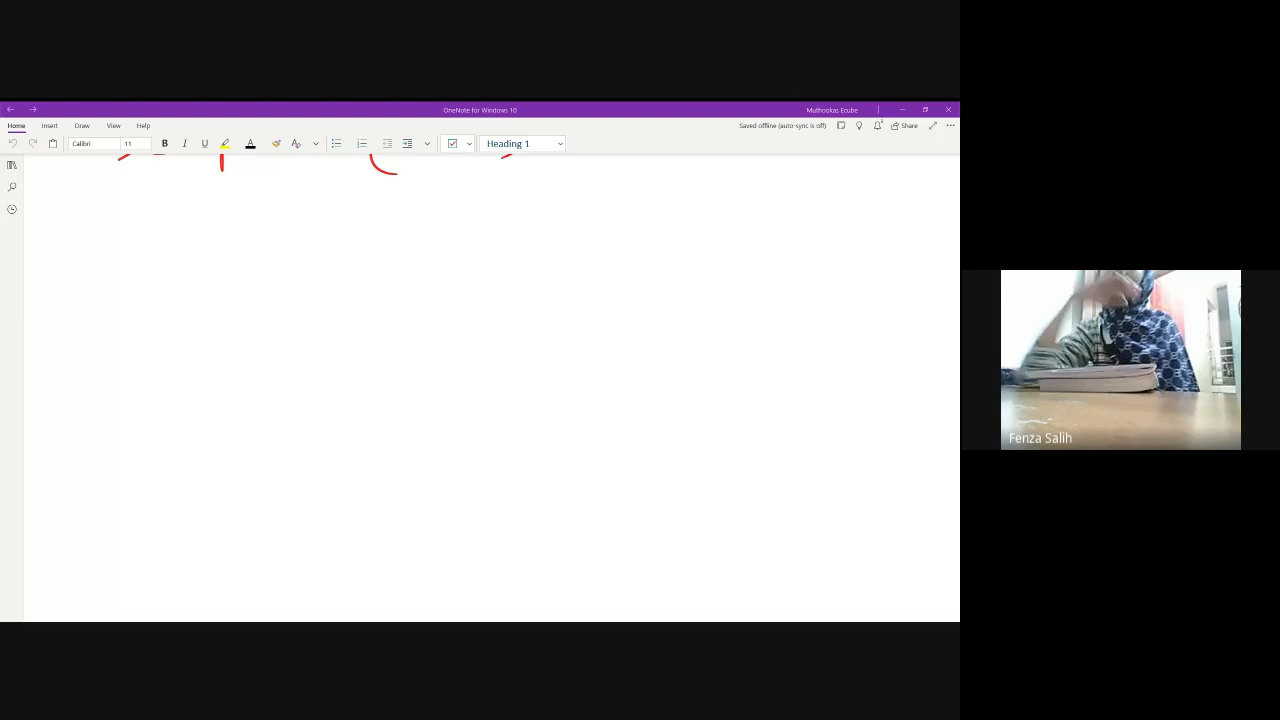 OneNote for Windows 10
Muthookas Ecube
Home Insert Draw View Help
Saved offline (auto-sync is off) Share
Calibri 11 B I U A Heading 1
Fenza Salih